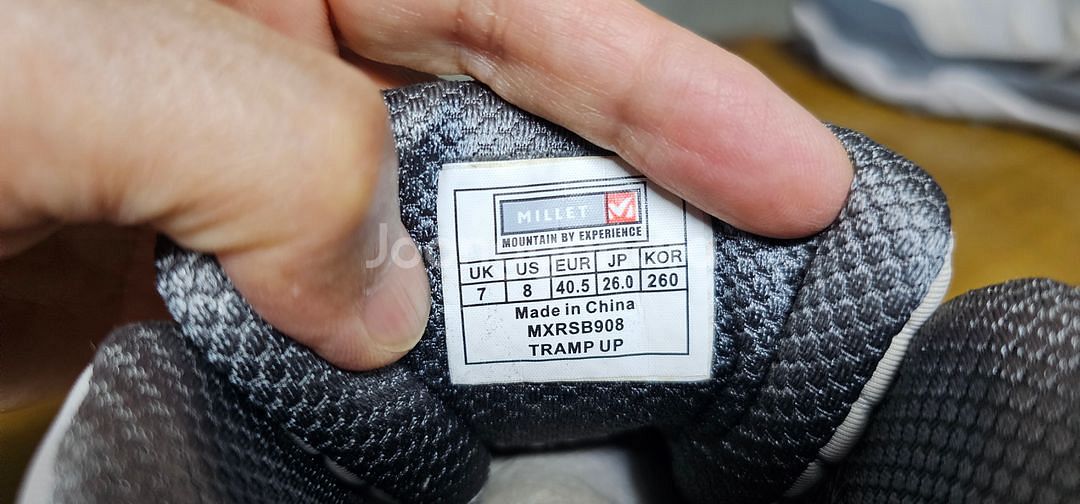 MILLET
MOUNTAIN BY EXPERIENCE
UK US EUR JP KOR
7 8 40.5 26.0 260
Made in China
MXRSB908
TRAMP UP